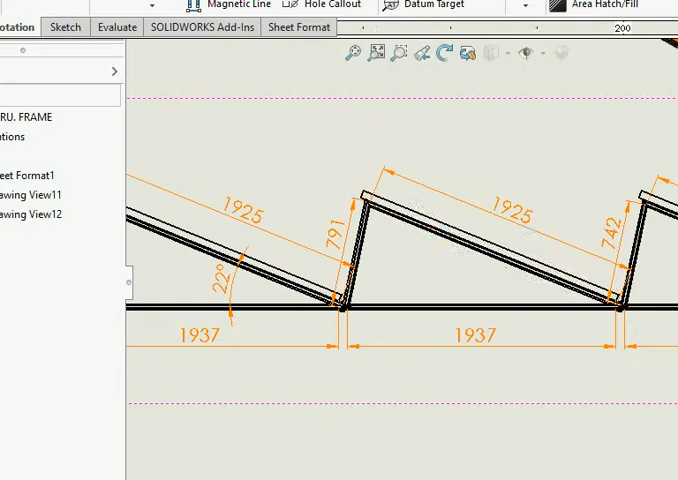 Magnetic Line
Hole Callout
Datum Target
Area Hatch/Fill
otation
Sketch
Evaluate
SOLIDWORKS Add-Ins
Sheet Format
200
RU. FRAME
ations
eet Format1
awing View11
awing View12
1925
791
1925
742
22°
1937
1937